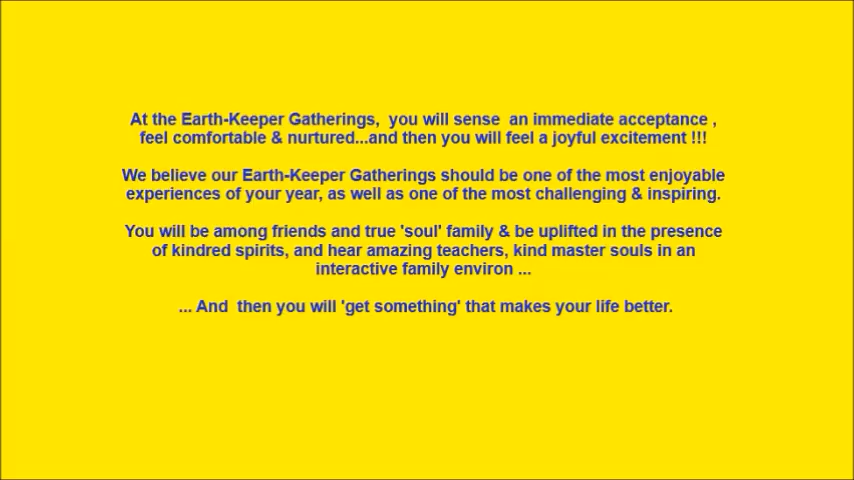 At the Earth-Keeper Gatherings,  you will sense  an immediate acceptance ,
feel comfortable & nurtured...and then you will feel a joyful excitement !!!
We believe our Earth-Keeper Gatherings should be one of the most enjoyable
experiences of your year, as well as one of the most challenging & inspiring.
You will be among friends and true 'soul' family & be uplifted in the presence
of kindred spirits, and hear amazing teachers, kind master souls in an
interactive family environ ...
... And  then you will 'get something' that makes your life better.